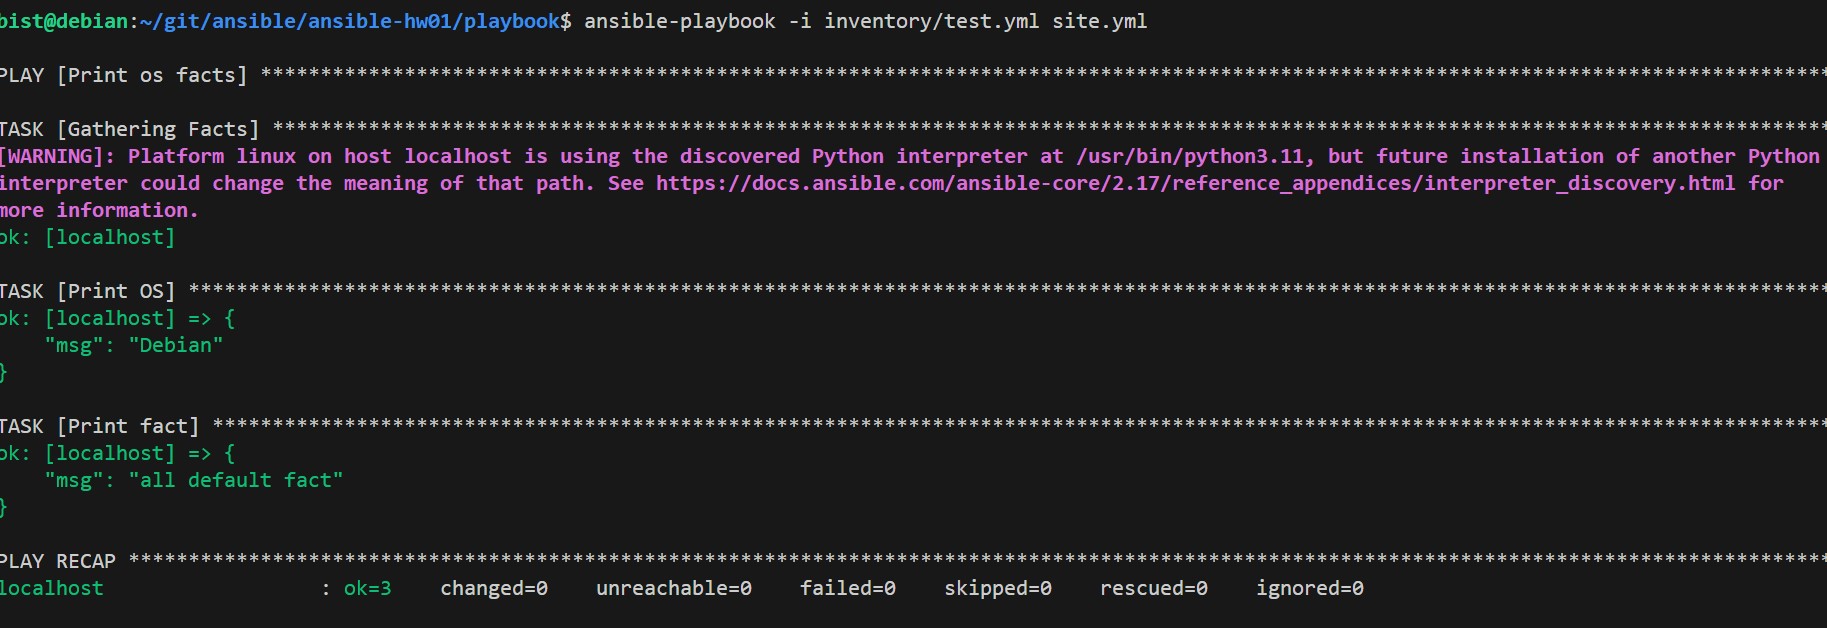 bist@debian:~/git/ansible/ansible-hw01/playbook$ ansible-playbook -i inventory/test.yml site.yml
PLAY [Print os facts] **********************************************************************************************************************************
TASK [Gathering Facts] *********************************************************************************************************************************
[WARNING]: Platform linux on host localhost is using the discovered Python interpreter at /usr/bin/python3.11, but future installation of another Python
interpreter could change the meaning of that path. See https://docs.ansible.com/ansible-core/2.17/reference_appendices/interpreter_discovery.html for
more information.
ok: [localhost]
TASK [Print OS] ****************************************************************************************************************************************
ok: [localhost] => {
    "msg": "Debian"
}
TASK [Print fact] **************************************************************************************************************************************
ok: [localhost] => {
    "msg": "all default fact"
}
PLAY RECAP *********************************************************************************************************************************************
localhost                  : ok=3    changed=0    unreachable=0    failed=0    skipped=0    rescued=0    ignored=0